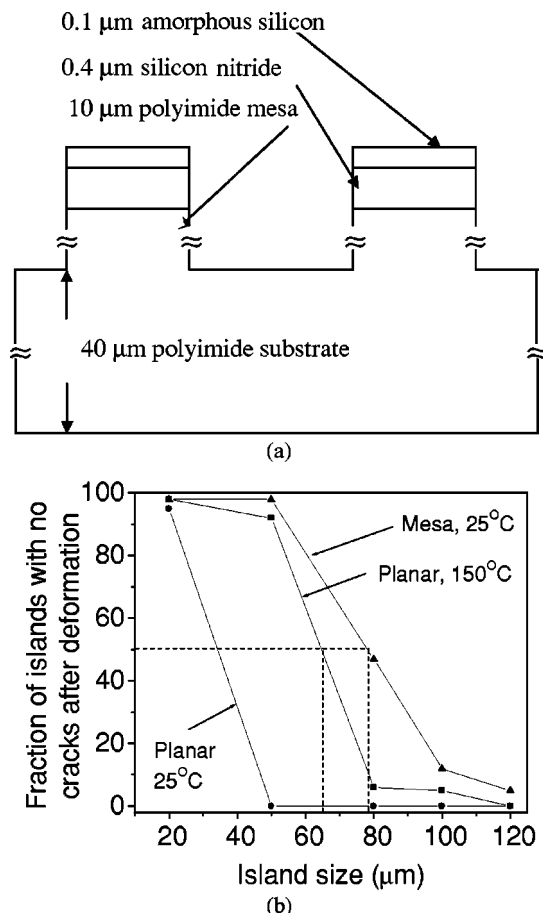 0.1 μm amorphous silicon
0.4 μm silicon nitride
10 μm polyimide mesa
40 μm polyimide substrate
(a)
Fraction of islands with no
cracks after deformation
100
80
60
40
20
0
Mesa, 25°C
Planar, 150°C
Planar
25°C
20 40 60 80 100 120
Island size (μm)
(b)